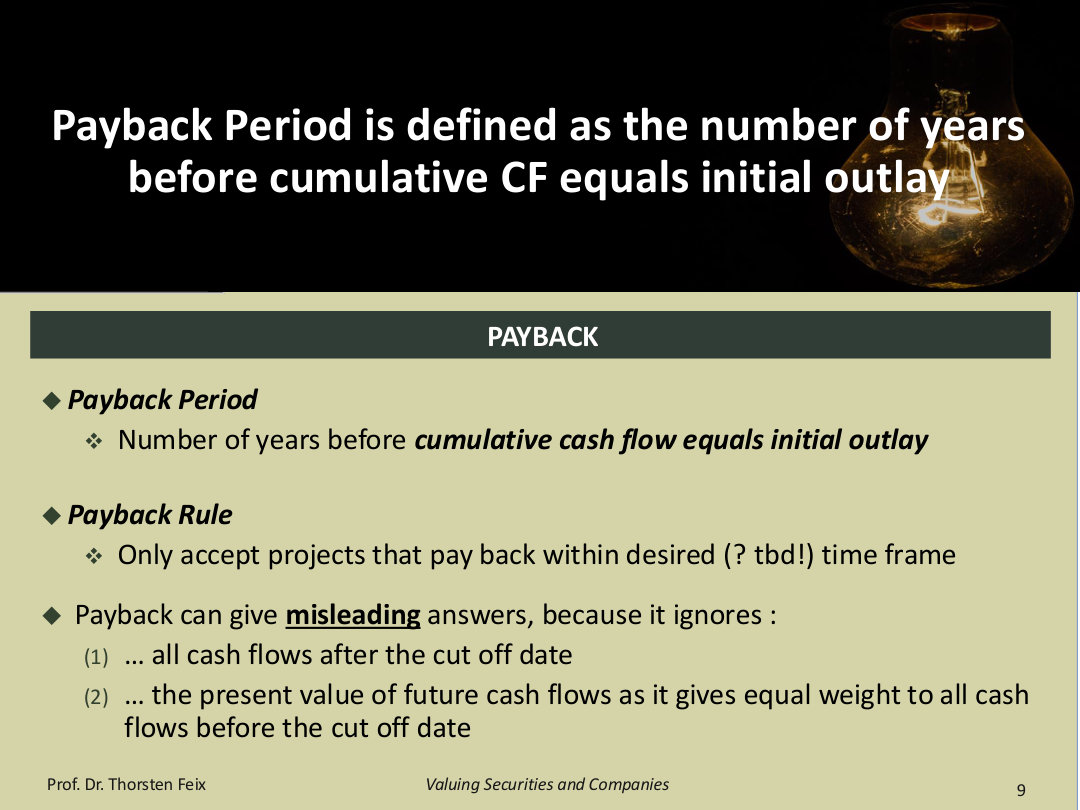 Payback Period is defined as the number of years
before cumulative CF equals initial outlay
PAYBACK
◆ Payback Period
❖ Number of years before cumulative cash flow equals initial outlay
◆ Payback Rule
❖ Only accept projects that pay back within desired (? tbd!) time frame
◆ Payback can give misleading answers, because it ignores :
(1) … all cash flows after the cut off date
(2) … the present value of future cash flows as it gives equal weight to all cash
flows before the cut off date
Prof. Dr. Thorsten Feix Valuing Securities and Companies 9